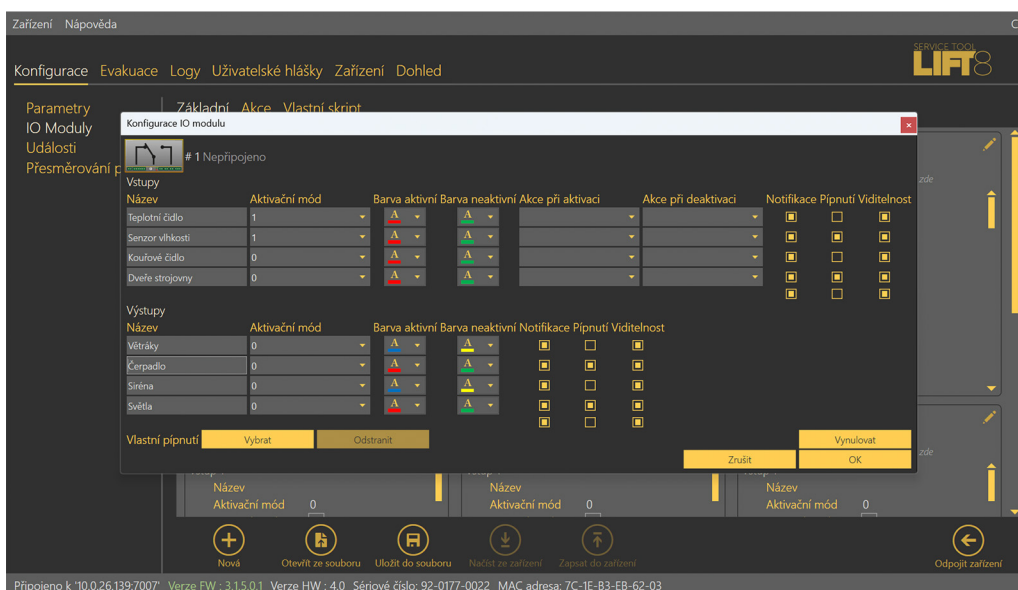 Zařízení Nápověda
SERVICE TOOL
LIFT8
Konfigurace Evakuace Logy Uživatelské hlášky Zařízení Dohled
Parametry
IO Moduly
Události
Přesměrování p
Základní Akce Vlastní skript
Konfigurace IO modulu
# 1 Nepřipojeno
Vstupy
Název Aktivační mód Barva aktivní Barva neaktivní Akce při aktivaci Akce při deaktivaci Notifikace Pípnutí Viditelnost
Teplotní čidlo 1 A A
Senzor vlhkosti 1 A A
Kouřové čidlo 0 A A
Dveře strojovny 0 A A
Výstupy
Název Aktivační mód Barva aktivní Barva neaktivní Notifikace Pípnutí Viditelnost
Větráky 0 A A
Čerpadlo 0 A A
Siréna 0 A A
Světla 0 A A
Vlastní pípnutí Vybrat Odstranit Vynulovat
Zrušit OK
zde
zde
Název Název Název
Aktivační mód 0 Aktivační mód 0 Aktivační mód 0
Nová Otevřít ze souboru Uložit do souboru Načíst ze zařízení Zapsat do zařízení Odpojit zařízení
Připojeno k '10.0.26.139:7007' Verze FW : 3.1.5.0.1 Verze HW : 4.0 Sériové číslo: 92-0177-0022 MAC adresa: 7C-1E-B3-EB-62-03